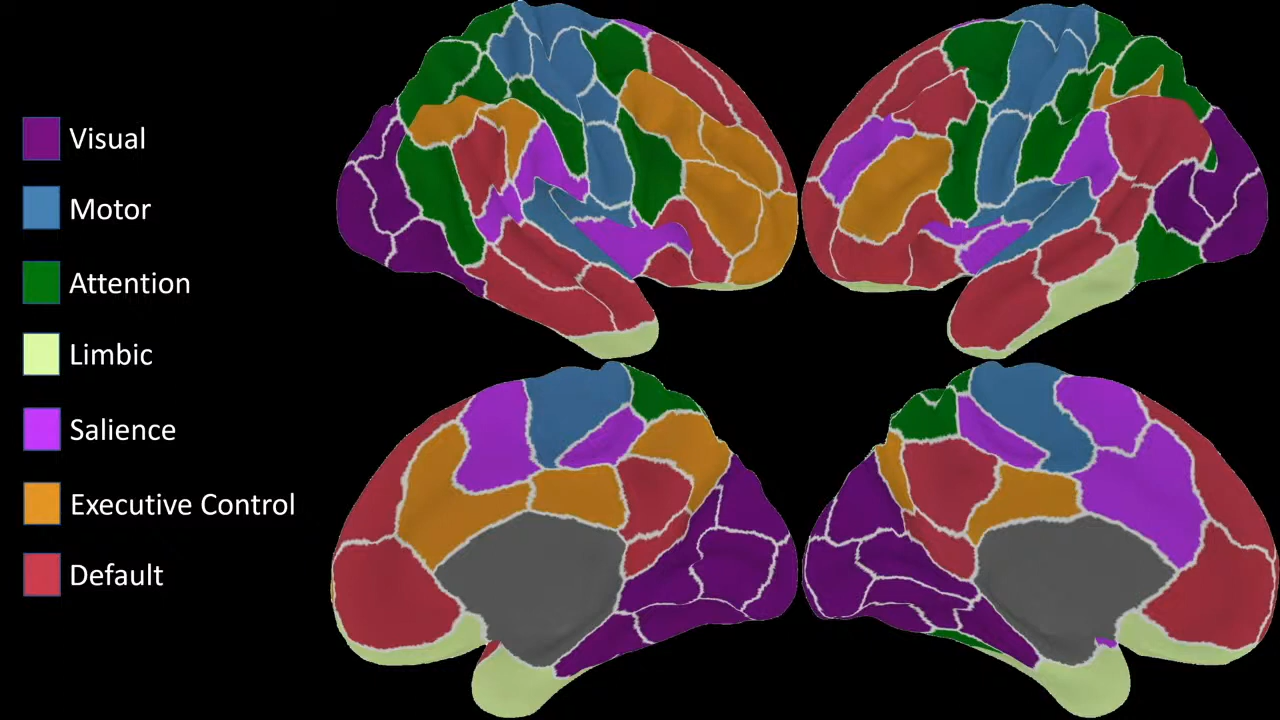 Visual
Motor
Attention
Limbic
Salience
Executive Control
Default